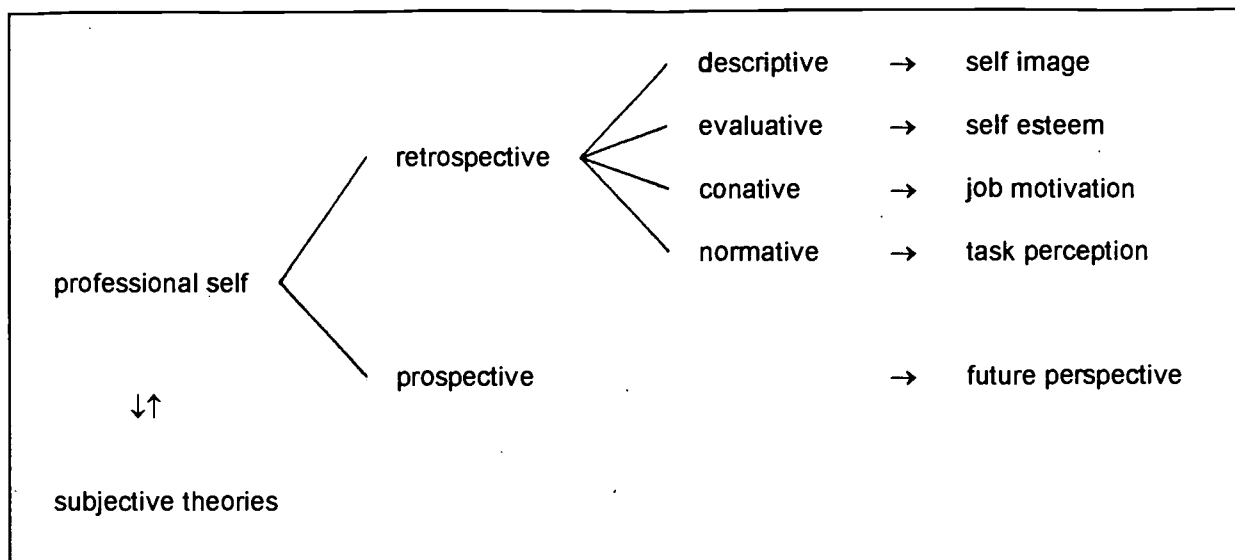 descriptive → self image
evaluative → self esteem
retrospective
conative → job motivation
normative → task perception
professional self
prospective → future perspective
↓↑
subjective theories